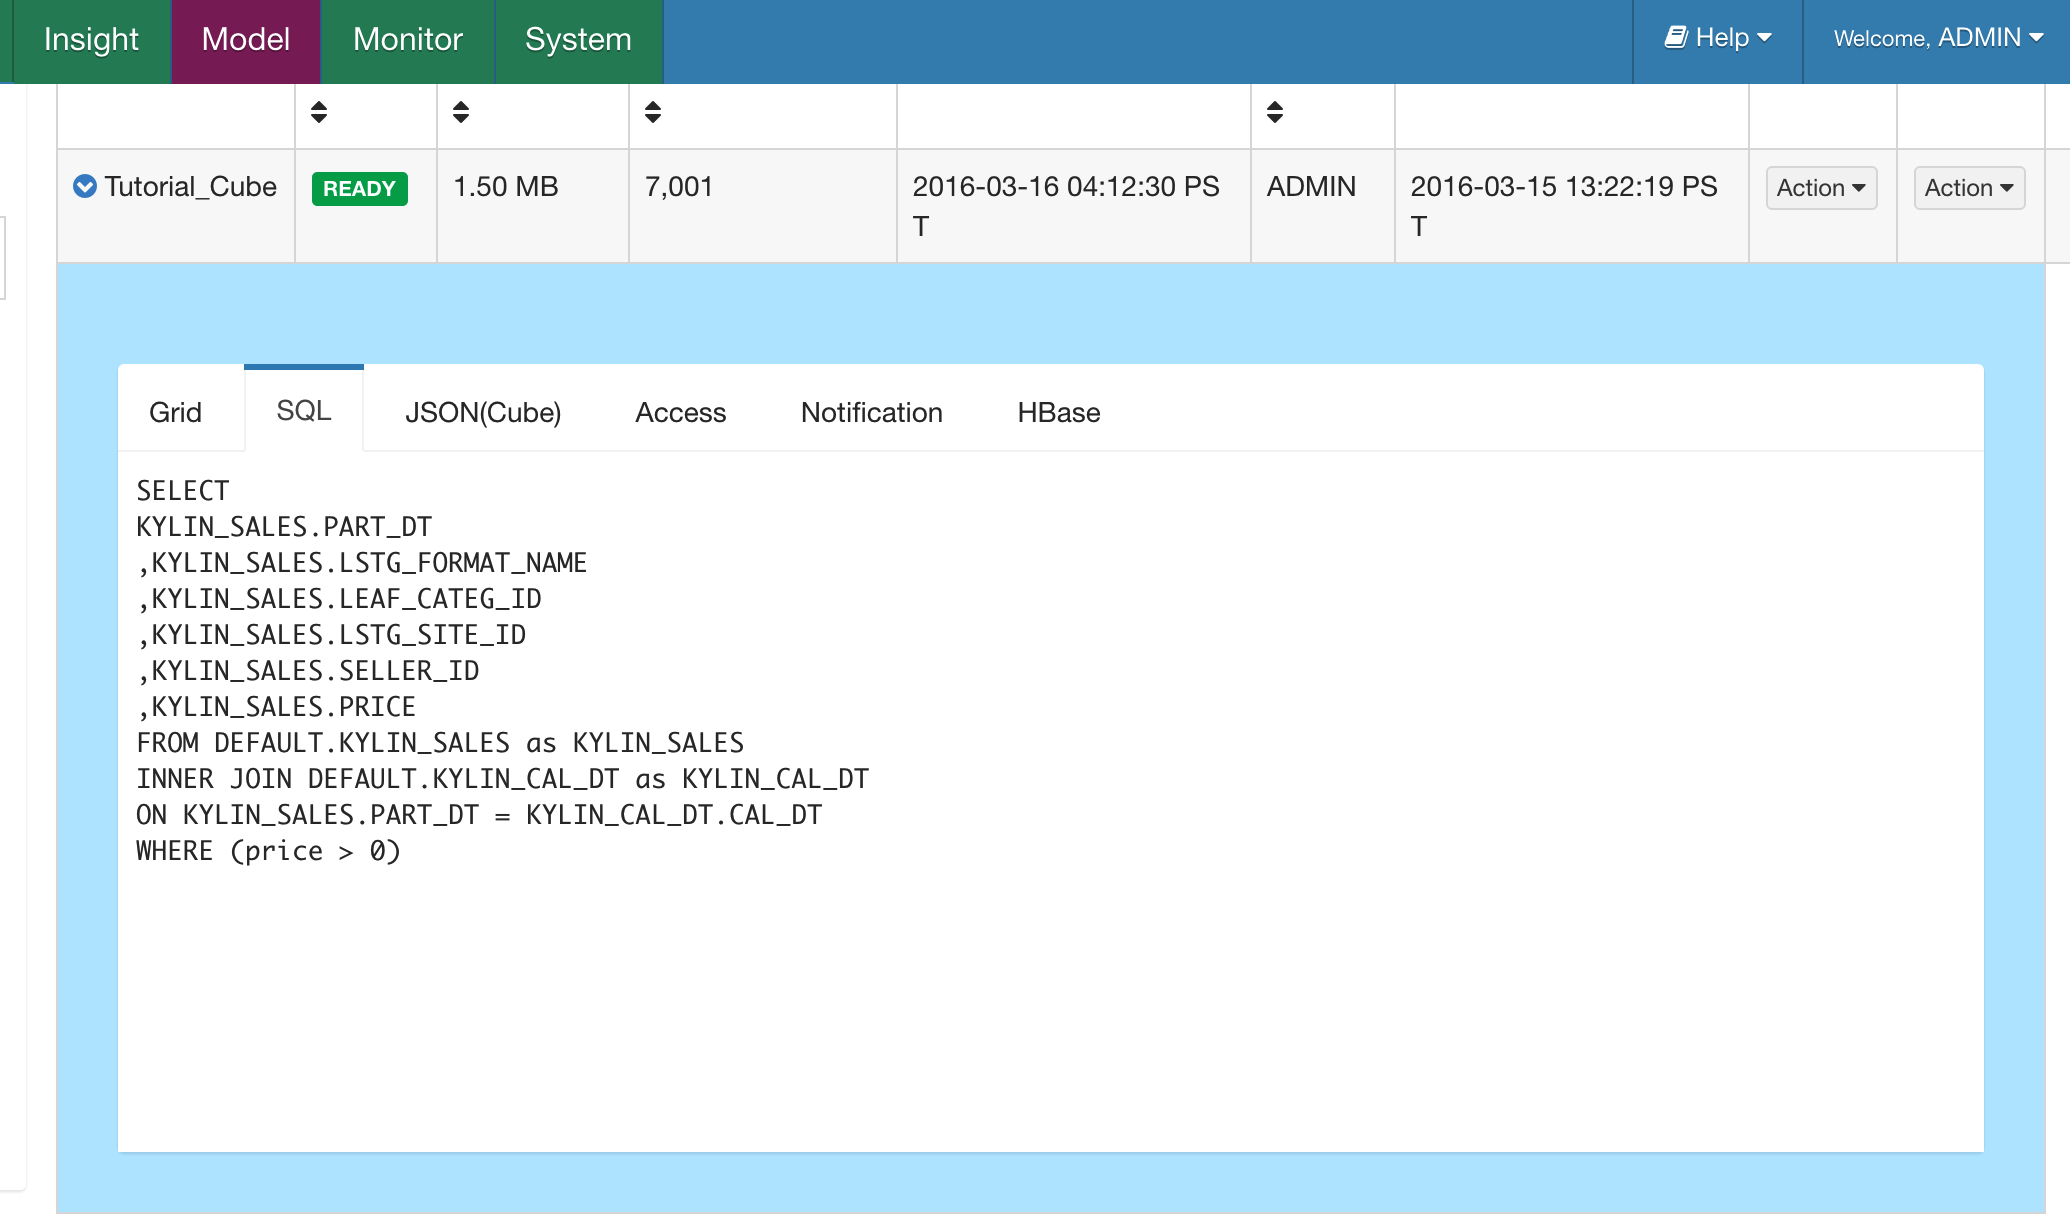 Insight Model Monitor System Help Welcome, ADMIN
Tutorial_Cube READY 1.50 MB 7,001 2016-03-16 04:12:30 PS ADMIN 2016-03-15 13:22:19 PS Action Action
T T
Grid SQL JSON(Cube) Access Notification HBase
SELECT
KYLIN_SALES.PART_DT
,KYLIN_SALES.LSTG_FORMAT_NAME
,KYLIN_SALES.LEAF_CATEG_ID
,KYLIN_SALES.LSTG_SITE_ID
,KYLIN_SALES.SELLER_ID
,KYLIN_SALES.PRICE
FROM DEFAULT.KYLIN_SALES as KYLIN_SALES
INNER JOIN DEFAULT.KYLIN_CAL_DT as KYLIN_CAL_DT
ON KYLIN_SALES.PART_DT = KYLIN_CAL_DT.CAL_DT
WHERE (price > 0)